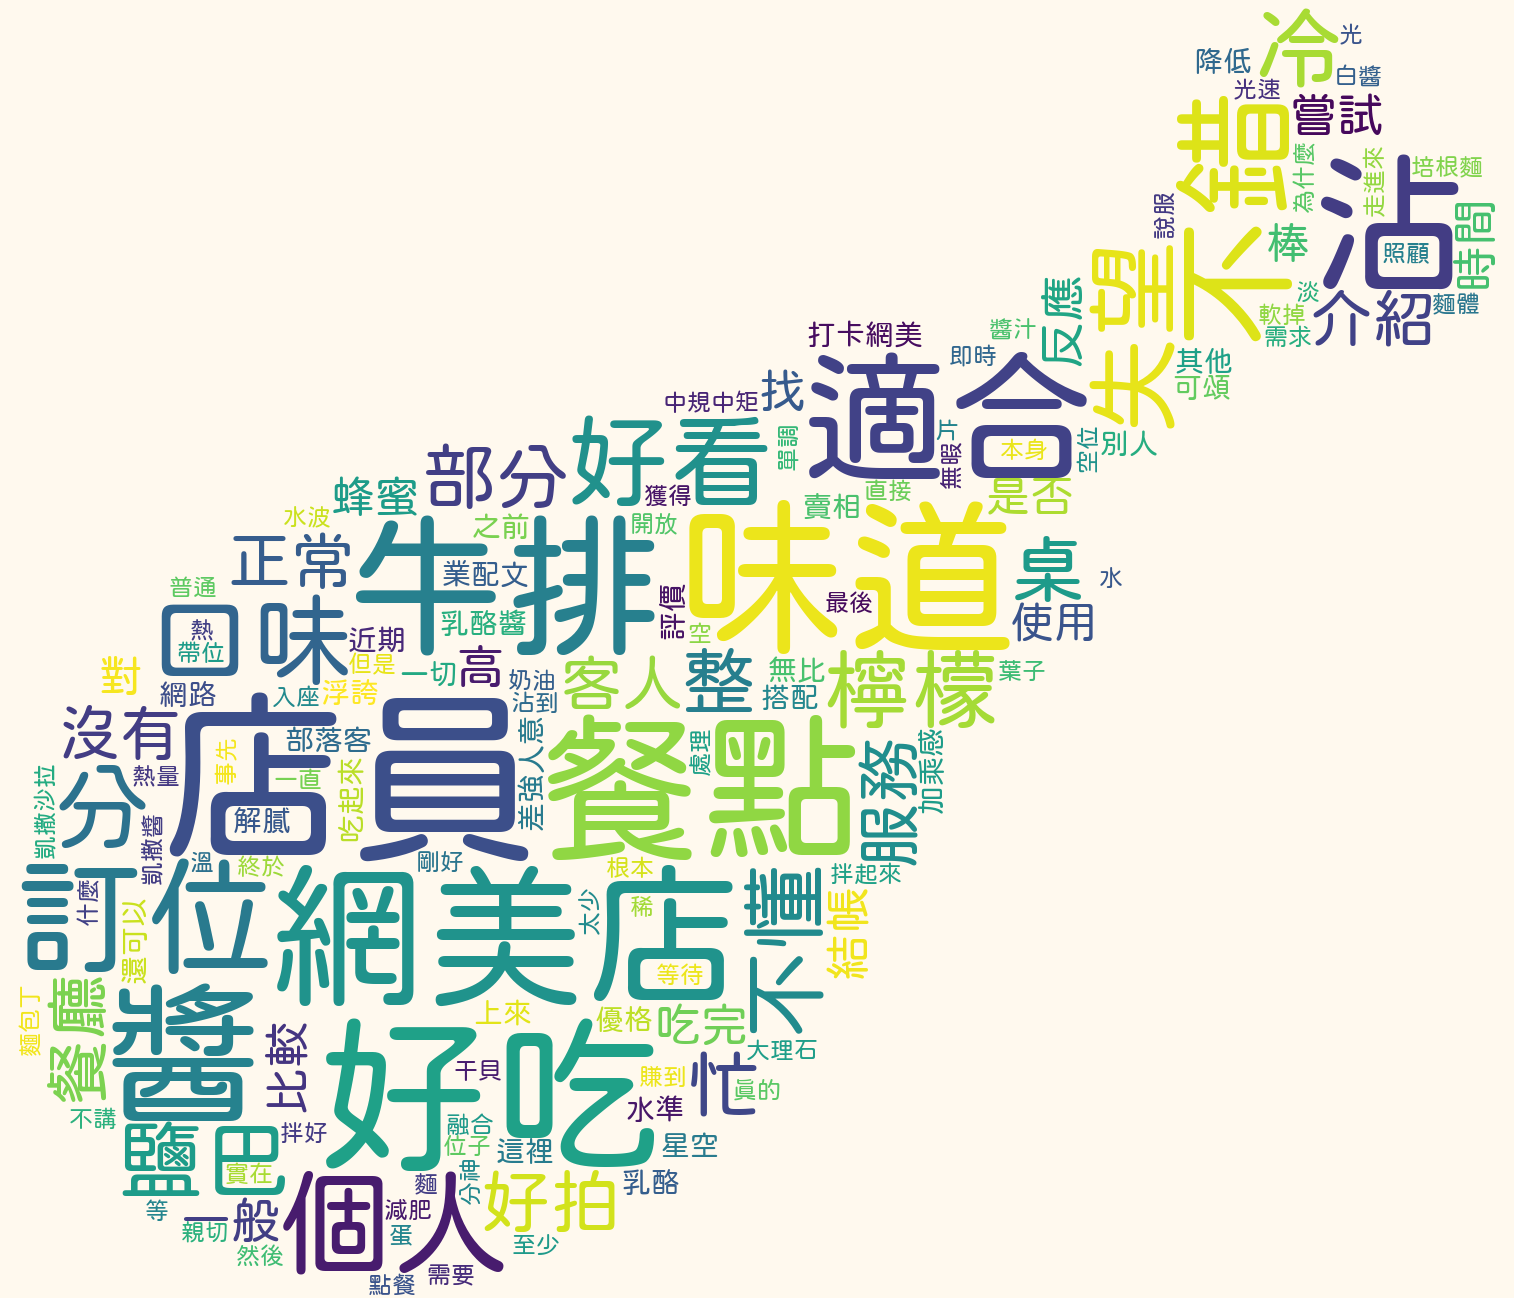 冷
光
降低
白醬
光速
錯
嘗試
為什麼
走進來
培根麵
沾
說服
時間
照顧
不
棒
望
淡
軟掉
需求
介紹
麵體
反應
醬汁
打卡網美
即時
失
其他
可頌
適合
找
中規中矩
好看
單調
片
無暇
本身
空位
別人
部分
獲得
直接
賣相
是否
蜂蜜
水波
之前
開放
味道
正常
牛排
業配文
評價
最後
桌
水
普通
回味
熱
帶位
乳酪醬
空
使用
近期
但是
一切
高
對
網路
入座
浮誇
奶油
沾到
客人
整
無比
搭配
檸檬
葉子
沒有
店員
事先
部落客
一直
吃起來
差強人意
餐點
處理
服務
加乘感
分
熱量
凱撒沙拉
凱撒醬
解膩
溫
終於
剛好
根本
拌起來
訂位
什麼
還可以
網美店
太少
稀
等待
不懂
結帳
麵包丁
餐廳
醬
比較
上來
優格
吃完
大理石
好吃
干貝
賺到
忙
真的
水準
不講
鹽巴
拌好
融合
位子
這裡
星空
實在
等
一般
親切
然後
個人
麵
減肥
蛋
分神
好拍
乳酪
至少
需要
點餐